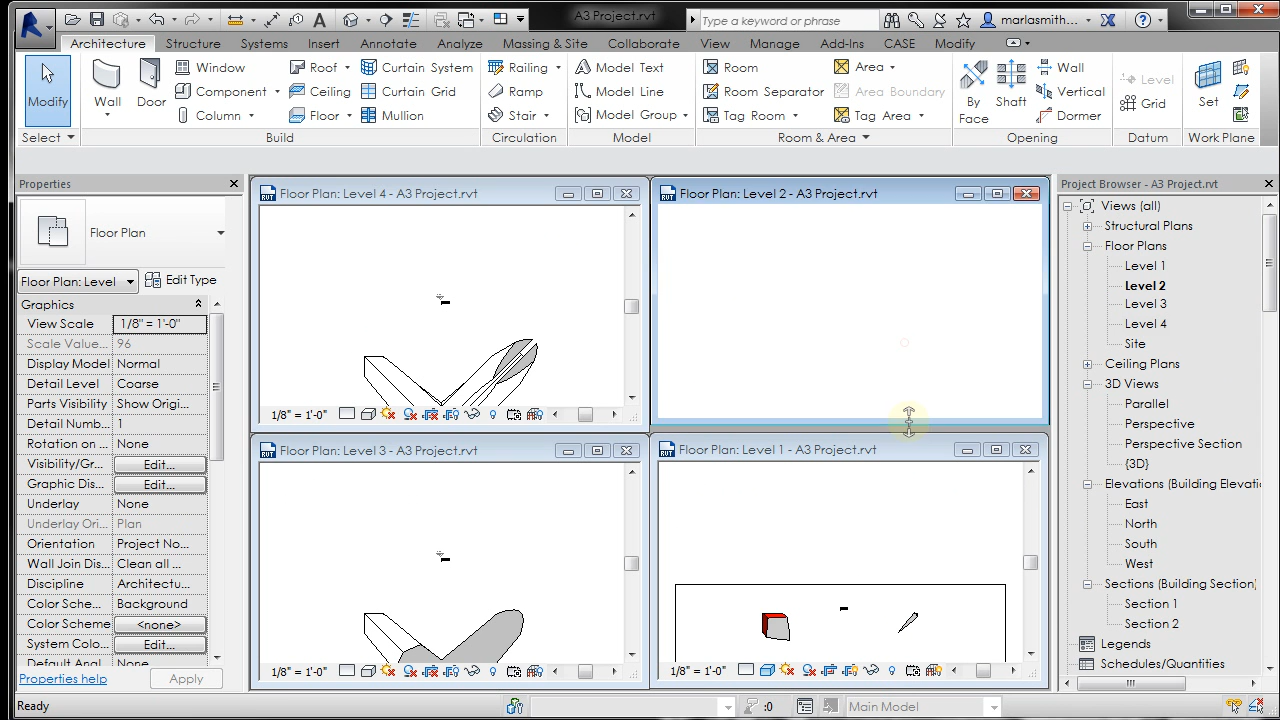 A3 Project.rvt
Type a keyword or phrase
marlasmith...
Architecture Structure Systems Insert Annotate Analyze Massing & Site Collaborate View Manage Add-Ins CASE Modify
Modify
Wall
Door
Window
Component
Column
Roof
Ceiling
Floor
Curtain System
Curtain Grid
Mullion
Railing
Ramp
Stair
Model Text
Model Line
Model Group
Room
Room Separator
Tag Room
Area
Area Boundary
Tag Area
By Face
Shaft
Wall
Vertical
Dormer
Level
Grid
Set
Select Build Circulation Model Room & Area Opening Datum Work Plane
Properties
Floor Plan
Floor Plan: Level Edit Type
Graphics
View Scale 1/8" = 1'-0"
Scale Value... 96
Display Model Normal
Detail Level Coarse
Parts Visibility Show Origi...
Detail Numb... 1
Rotation on ... None
Visibility/Gr... Edit...
Graphic Dis... Edit...
Underlay None
Underlay Ori... Plan
Orientation Project No...
Wall Join Dis... Clean all ...
Discipline Architectu...
Color Sche... Background
Color Scheme <none>
System Colo... Edit...
Default Anal... None
Properties help Apply
Floor Plan: Level 4 - A3 Project.rvt
1/8" = 1'-0"
Floor Plan: Level 2 - A3 Project.rvt
Floor Plan: Level 3 - A3 Project.rvt
1/8" = 1'-0"
Floor Plan: Level 1 - A3 Project.rvt
1/8" = 1'-0"
Project Browser - A3 Project.rvt
Views (all)
Structural Plans
Floor Plans
Level 1
Level 2
Level 3
Level 4
Site
Ceiling Plans
3D Views
Parallel
Perspective
Perspective Section
{3D}
Elevations (Building Elevatio
East
North
South
West
Sections (Building Section)
Section 1
Section 2
Legends
Schedules/Quantities
Ready :0 Main Model